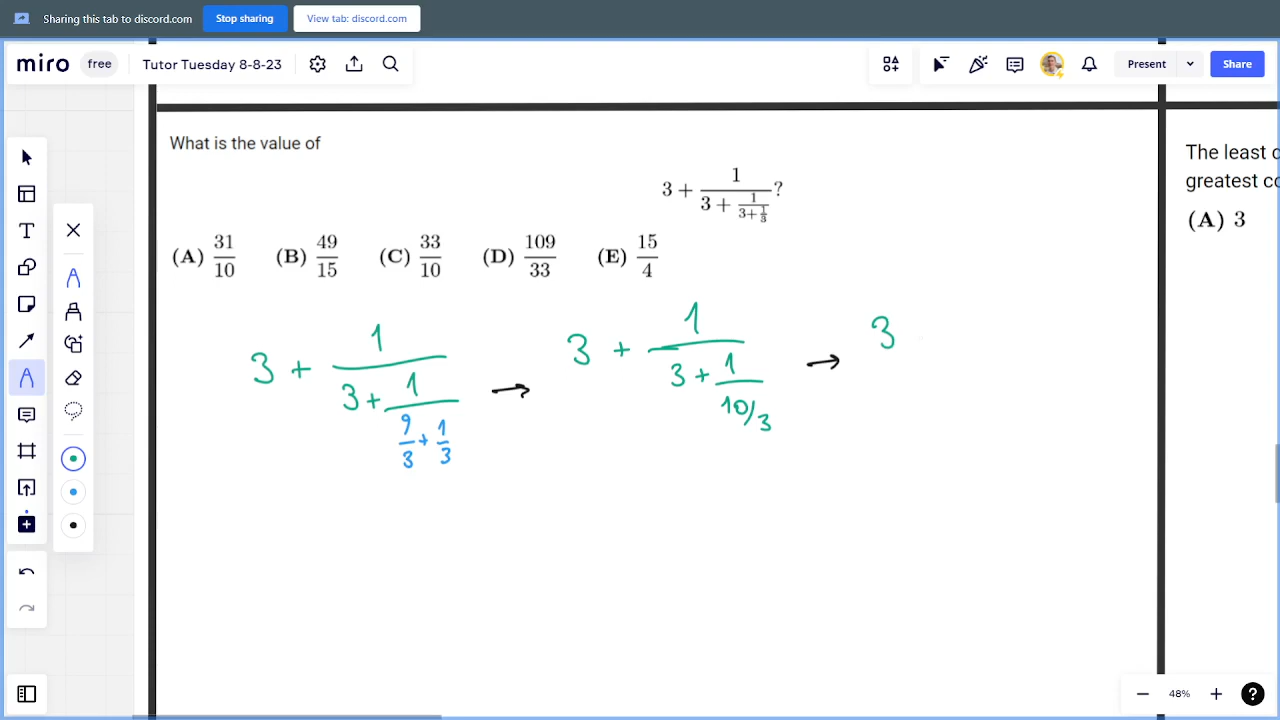 Sharing this tab to discord.com Stop sharing View tab: discord.com
miro free Tutor Tuesday 8-8-23 Present Share
What is the value of
3 + 1/(3 + 1/(3+1/3))?
(A) 31/10 (B) 49/15 (C) 33/10 (D) 109/33 (E) 15/4
3 + 1/(3 + 1/(9/3 + 1/3)) → 3 + 1/(3 + 1/(10/3)) → 3
The least c
greatest co
(A) 3
48%